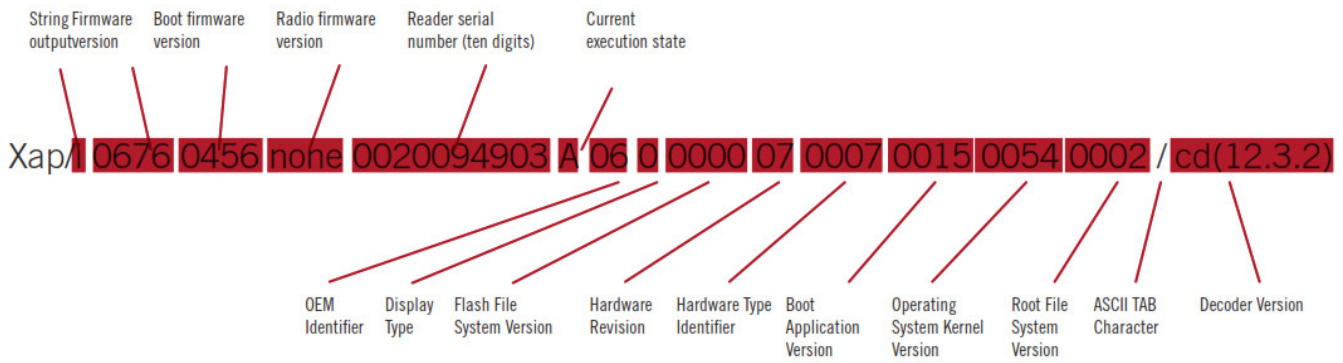 String Firmware
outputversion
Boot firmware
version
Radio firmware
version
Reader serial
number (ten digits)
Current
execution state
Xap/1 0676 0456 none 0020094903 A 06 0 0000 07 0007 0015 0054 0002 / cd(12.3.2)
OEM
Identifier
Display
Type
Flash File
System Version
Hardware
Revision
Hardware Type
Identifier
Boot
Application
Version
Operating
System Kernel
Version
Root File
System
Version
ASCII TAB
Character
Decoder Version